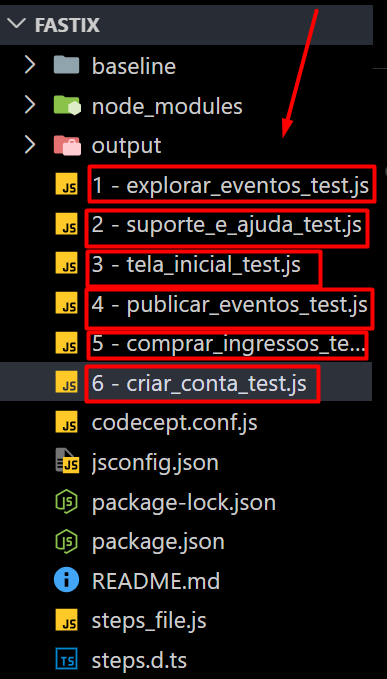 FASTIX
baseline
node_modules
output
JS 1 - explorar_eventos_test.js
JS 2 - suporte_e_ajuda_test.js
JS 3 - tela_inicial_test.js
JS 4 - publicar_eventos_test.js
JS 5 - comprar_ingressos_te...
JS 6 - criar_conta_test.js
JS codecept.conf.js
JS jsconfig.json
package-lock.json
package.json
README.md
JS steps_file.js
TS steps.d.ts